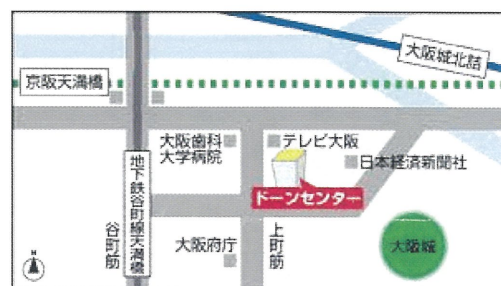 大阪城北詰
京阪天満橋
大阪歯科
大学病院
テレビ大阪
日本経済新聞社
ドーンセンター
地下鉄谷町線天満橋
谷町筋
大阪府庁
上町筋
大阪城
N